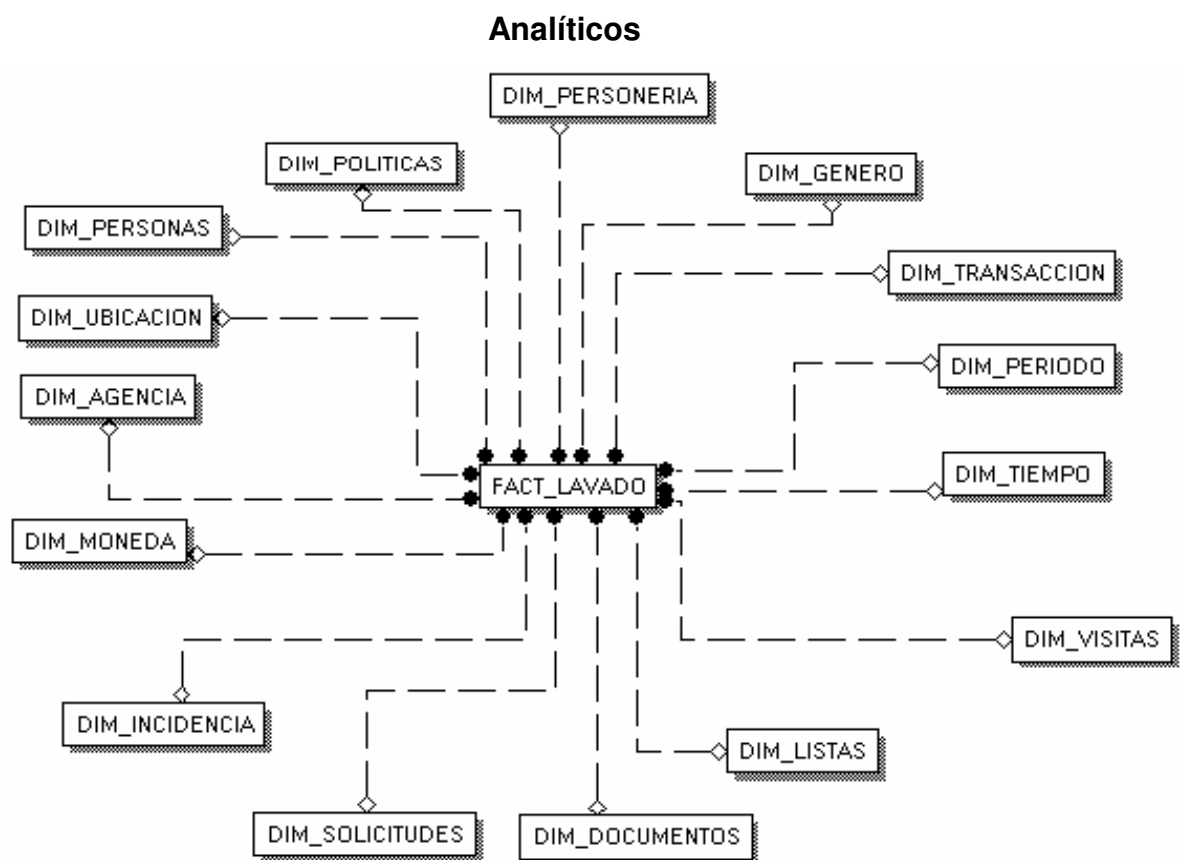 Analíticos
DIM_PERSONERIA
DIM_POLITICAS
DIM_GENERO
DIM_PERSONAS
DIM_TRANSACCION
DIM_UBICACION
DIM_PERIODO
DIM_AGENCIA
DIM_TIEMPO
FACT_LAVADO
DIM_MONEDA
DIM_VISITAS
DIM_INCIDENCIA
DIM_LISTAS
DIM_SOLICITUDES
DIM_DOCUMENTOS